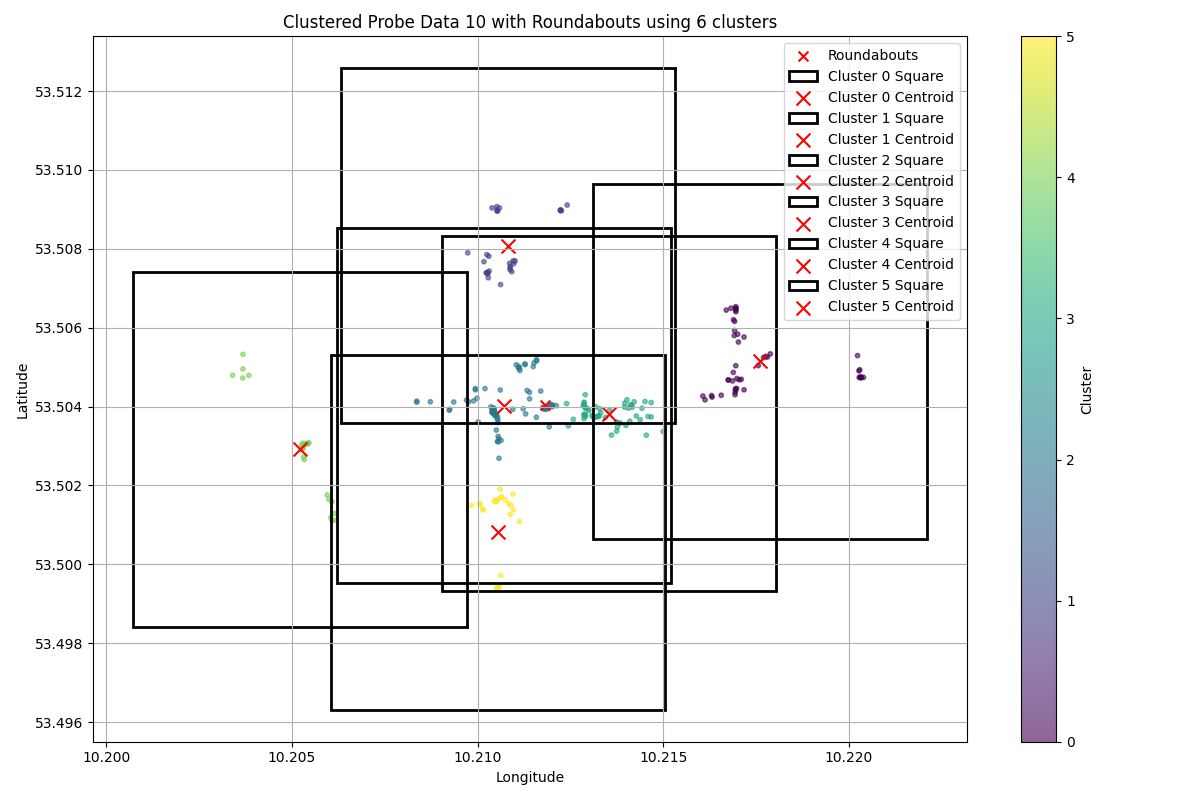 Clustered Probe Data 10 with Roundabouts using 6 clusters
Roundabouts
Cluster 0 Square
Cluster 0 Centroid
Cluster 1 Square
Cluster 1 Centroid
Cluster 2 Square
Cluster 2 Centroid
Cluster 3 Square
Cluster 3 Centroid
Cluster 4 Square
Cluster 4 Centroid
Cluster 5 Square
Cluster 5 Centroid
Latitude
53.512
53.510
53.508
53.506
53.504
53.502
53.500
53.498
53.496
10.200
10.205
10.210
10.215
10.220
Longitude
5
4
3
2
1
0
Cluster